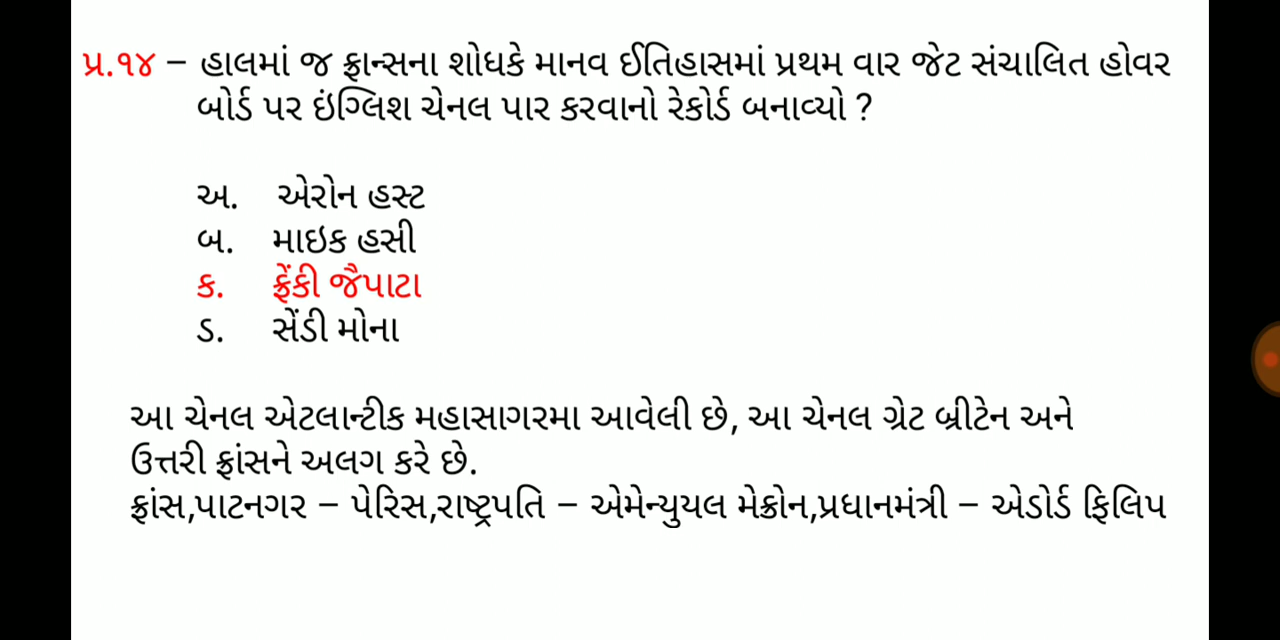 પ્ર.૧૪ – હાલમાં જ ફ્રાન્સના શોધકે માનવ ઈતિહાસમાં પ્રથમ વાર જેટ સંચાલિત હોવર
બોર્ડ પર ઇંગ્લિશ ચેનલ પાર કરવાનો રેકોર્ડ બનાવ્યો ?
અ. એરોન હસ્ટ
બ. માઇક હસી
ક. ફ્રેંકી જૈપાટા
ડ. સેંડી મોના
આ ચેનલ એટલાન્ટીક મહાસાગરમા આવેલી છે, આ ચેનલ ગ્રેટ બ્રીટેન અને
ઉત્તરી ફ્રાંસને અલગ કરે છે.
ફ્રાંસ,પાટનગર – પેરિસ,રાષ્ટ્રપતિ – એમેન્યુયલ મેક્રોન,પ્રધાનમંત્રી – એડોર્ડ ફિલિપ